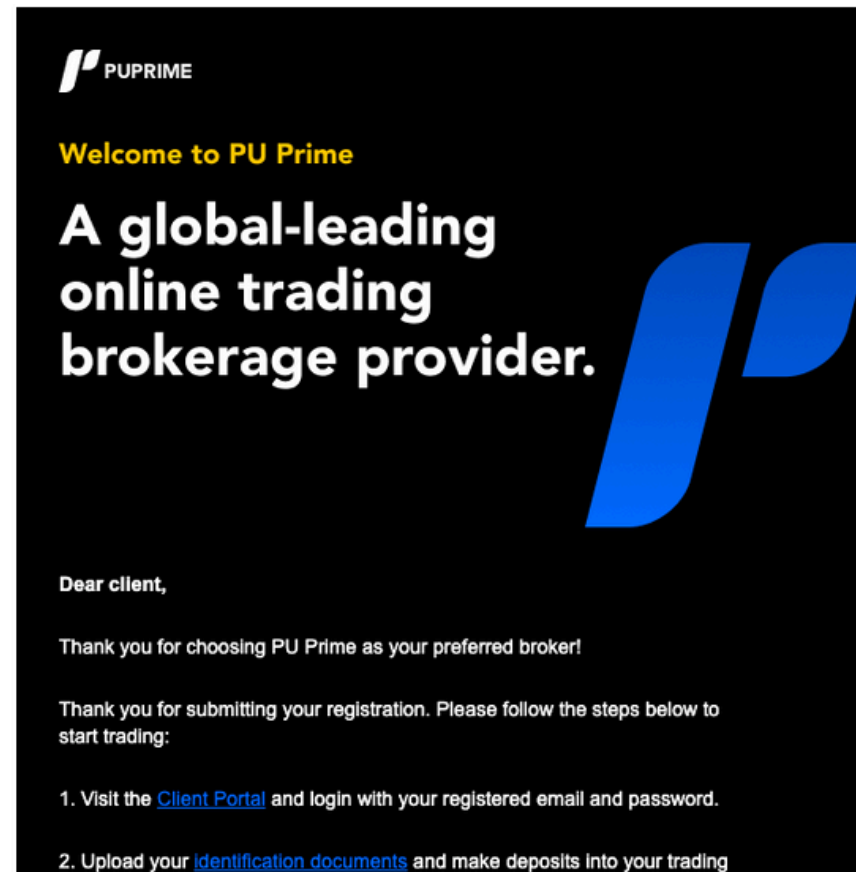 PUPRIME
Welcome to PU Prime
A global-leading
online trading
brokerage provider.
Dear client,
Thank you for choosing PU Prime as your preferred broker!
Thank you for submitting your registration. Please follow the steps below to
start trading:
1. Visit the Client Portal and login with your registered email and password.
2. Upload your identification documents and make deposits into your trading